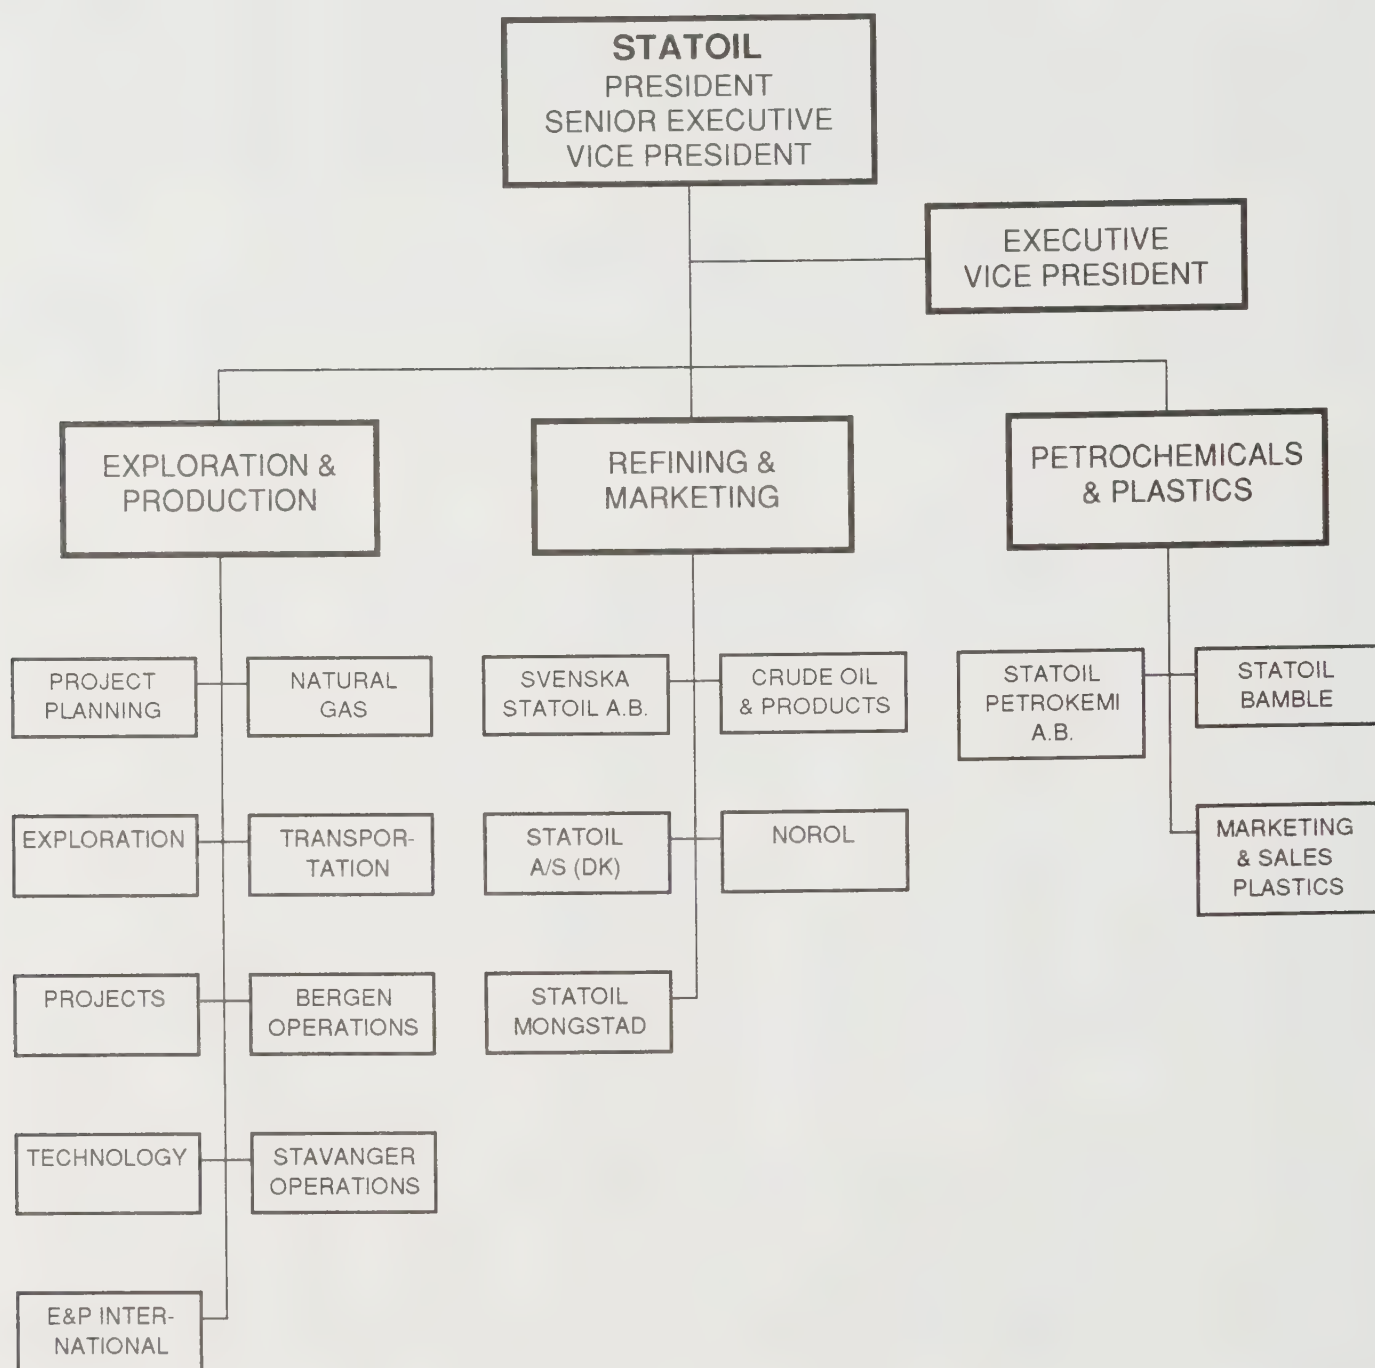 STATOIL
PRESIDENT
SENIOR EXECUTIVE
VICE PRESIDENT
EXECUTIVE
VICE PRESIDENT
EXPLORATION &
PRODUCTION
REFINING &
MARKETING
PETROCHEMICALS
& PLASTICS
PROJECT
PLANNING
NATURAL
GAS
SVENSKA
STATOIL A.B.
CRUDE OIL
& PRODUCTS
STATOIL
PETROKEMI
A.B.
STATOIL
BAMBLE
EXPLORATION
TRANSPOR-
TATION
STATOIL
A/S (DK)
NOROL
MARKETING
& SALES
PLASTICS
PROJECTS
BERGEN
OPERATIONS
STATOIL
MONGSTAD
TECHNOLOGY
STAVANGER
OPERATIONS
E&P INTER-
NATIONAL